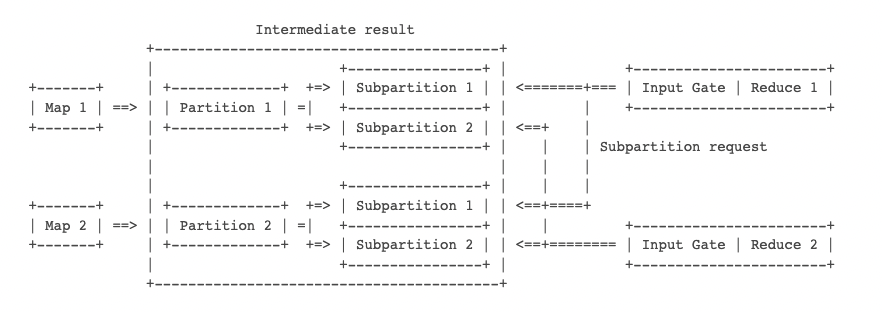 Intermediate result
+-----------------------------------------+
|                      +----------------+ |              +-----------------------+
+-------+     | +-------------+  +=> | Subpartition 1 | | <=======+=== | Input Gate | Reduce 1 |
| Map 1 | ==> | | Partition 1 | =|   +----------------+ |         |    +-----------------------+
+-------+     | +-------------+  +=> | Subpartition 2 | | <==+    |
|                      +----------------+ |    |    | Subpartition request
|                                         |    |    |
|                      +----------------+ |    |    |
+-------+     | +-------------+  +=> | Subpartition 1 | | <==+====+
| Map 2 | ==> | | Partition 2 | =|   +----------------+ |    |         +-----------------------+
+-------+     | +-------------+  +=> | Subpartition 2 | | <==+======== | Input Gate | Reduce 2 |
|                      +----------------+ |              +-----------------------+
+-----------------------------------------+